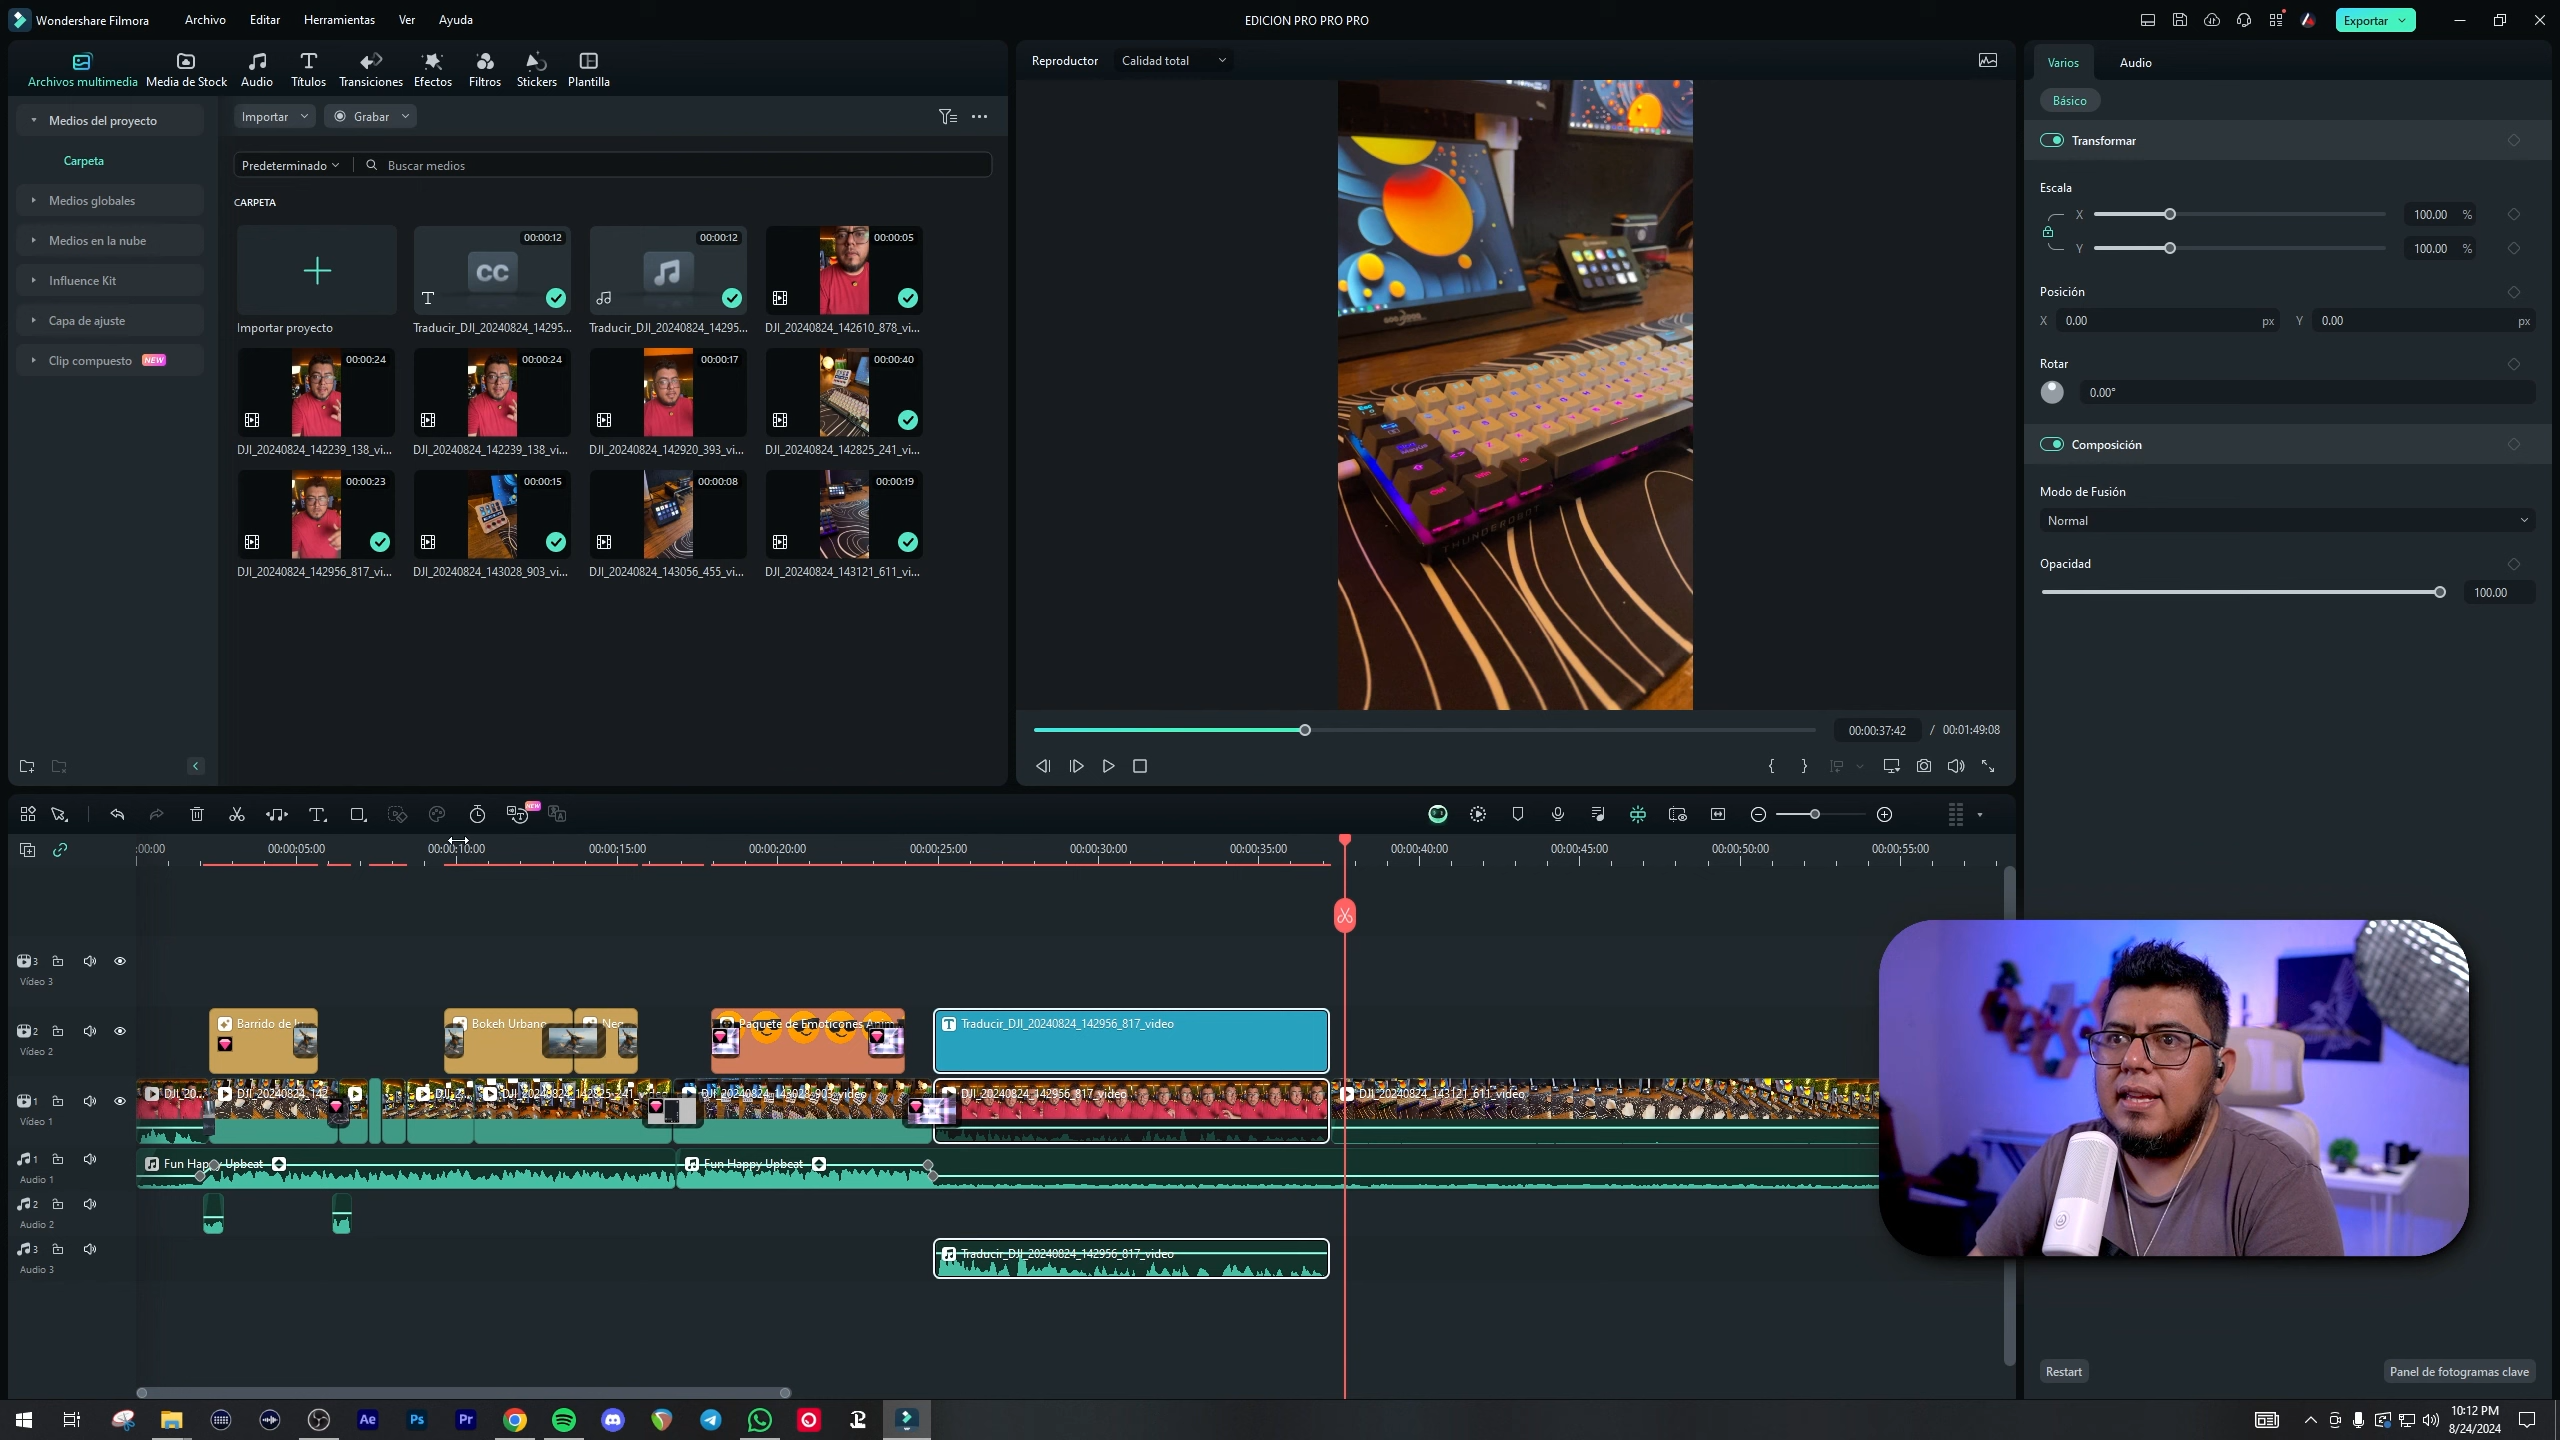 Wondershare Filmora
Archivo
Editar
Herramientas
Ver
Ayuda
EDICION PRO PRO PRO
Exportar
Archivos multimedia
Media de Stock
Audio
Títulos
Transiciones
Efectos
Filtros
Stickers
Plantilla
Reproductor
Calidad total
Varios
Audio
Básico
Medios del proyecto
Carpeta
Medios globales
Medios en la nube
Influence Kit
Capa de ajuste
Clip compuesto NEW
Importar
Grabar
Predeterminado
Buscar medios
CARPETA
00:00:12
00:00:12
00:00:05
CC
Importar proyecto
Traducir_DJI_20240824_14295...
Traducir_DJI_20240824_14295...
DJI_20240824_142610_878_vi...
00:00:24
00:00:24
00:00:17
00:00:40
DJI_20240824_142239_138_vi...
DJI_20240824_142239_138_vi...
DJI_20240824_142920_393_vi...
DJI_20240824_142825_241_vi...
00:00:23
00:00:15
00:00:08
00:00:19
DJI_20240824_142956_817_vi...
DJI_20240824_143028_903_vi...
DJI_20240824_143056_455_vi...
DJI_20240824_143121_611_vi...
THUNDEROBOT
00:00:37:42 / 00:01:49:08
Transformar
Escala
X 100.00 %
Y 100.00 %
Posición
X 0.00 px Y 0.00 px
Rotar
0.00°
Composición
Modo de Fusión
Normal
Opacidad
100.00
NEW
:00:00
00:00:05:00
00:00:10:00
00:00:15:00
00:00:20:00
00:00:25:00
00:00:30:00
00:00:35:00
00:00:40:00
00:00:45:00
00:00:50:00
00:00:55:00
3
Vídeo 3
2
Vídeo 2
Barrido de
Bokeh Urbano
Neo
Paquete de Emoticones Anim
Traducir_DJI_20240824_142956_817_video
1
Vídeo 1
DJI_20...
DJI_20240824_142
DJI_2...
DJI_20240824_142825_241_v
DJI_20240824_143028_903_video
DJI_20240824_142956_817_video
DJI_20240824_143121_611_video
1
Audio 1
Fun Happy Upbeat
Fun Happy Upbeat
2
Audio 2
3
Audio 3
Traducir_DJI_20240824_142956_817_video
Restart
Panel de fotogramas clave
Ae
Ps
Pr
10:12 PM
8/24/2024